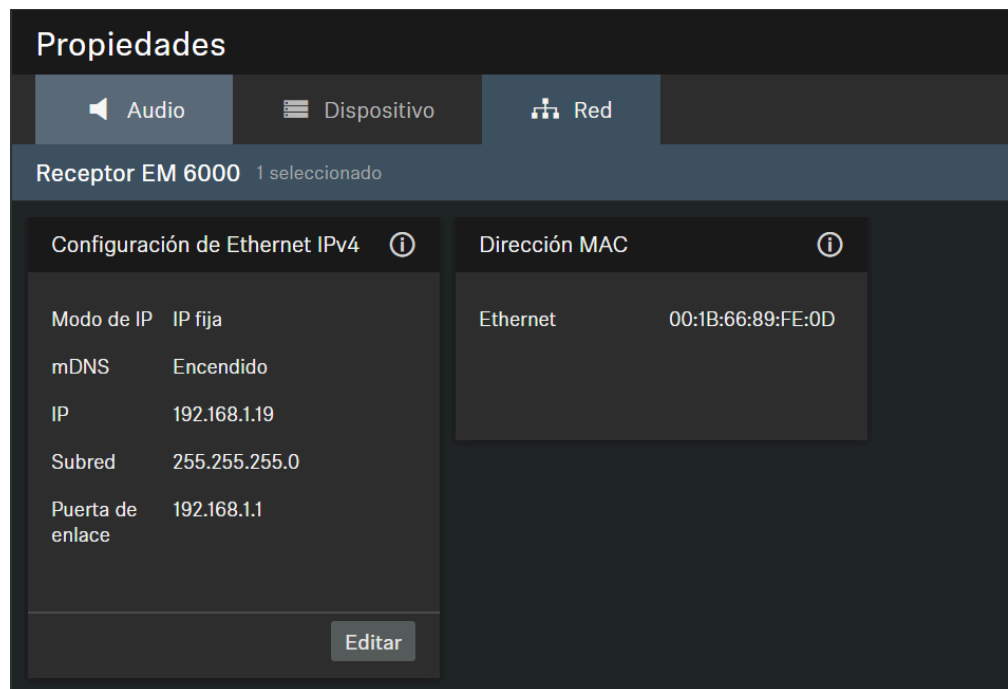 Propiedades
Audio Dispositivo Red
Receptor EM 6000 1 seleccionado
Configuración de Ethernet IPv4
Modo de IP IP fija
mDNS Encendido
IP 192.168.1.19
Subred 255.255.255.0
Puerta de enlace 192.168.1.1
Editar
Dirección MAC
Ethernet 00:1B:66:89:FE:0D